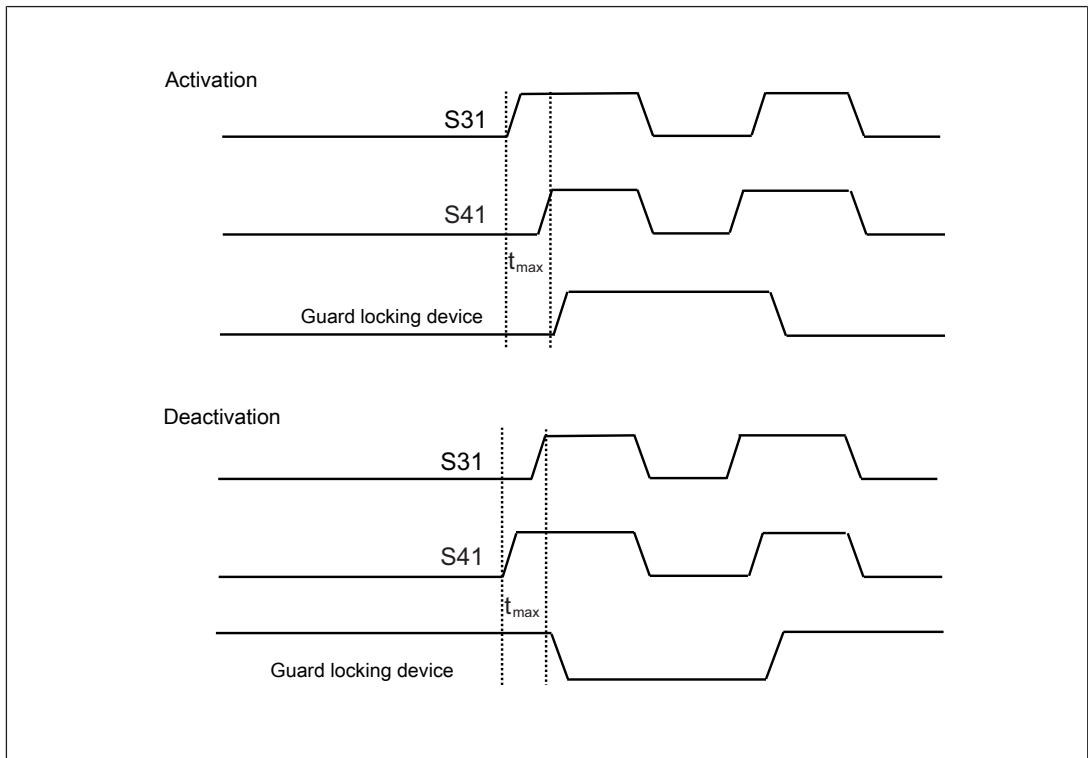 Activation
S31
S41
tmax
Guard locking device
Deactivation
S31
S41
tmax
Guard locking device